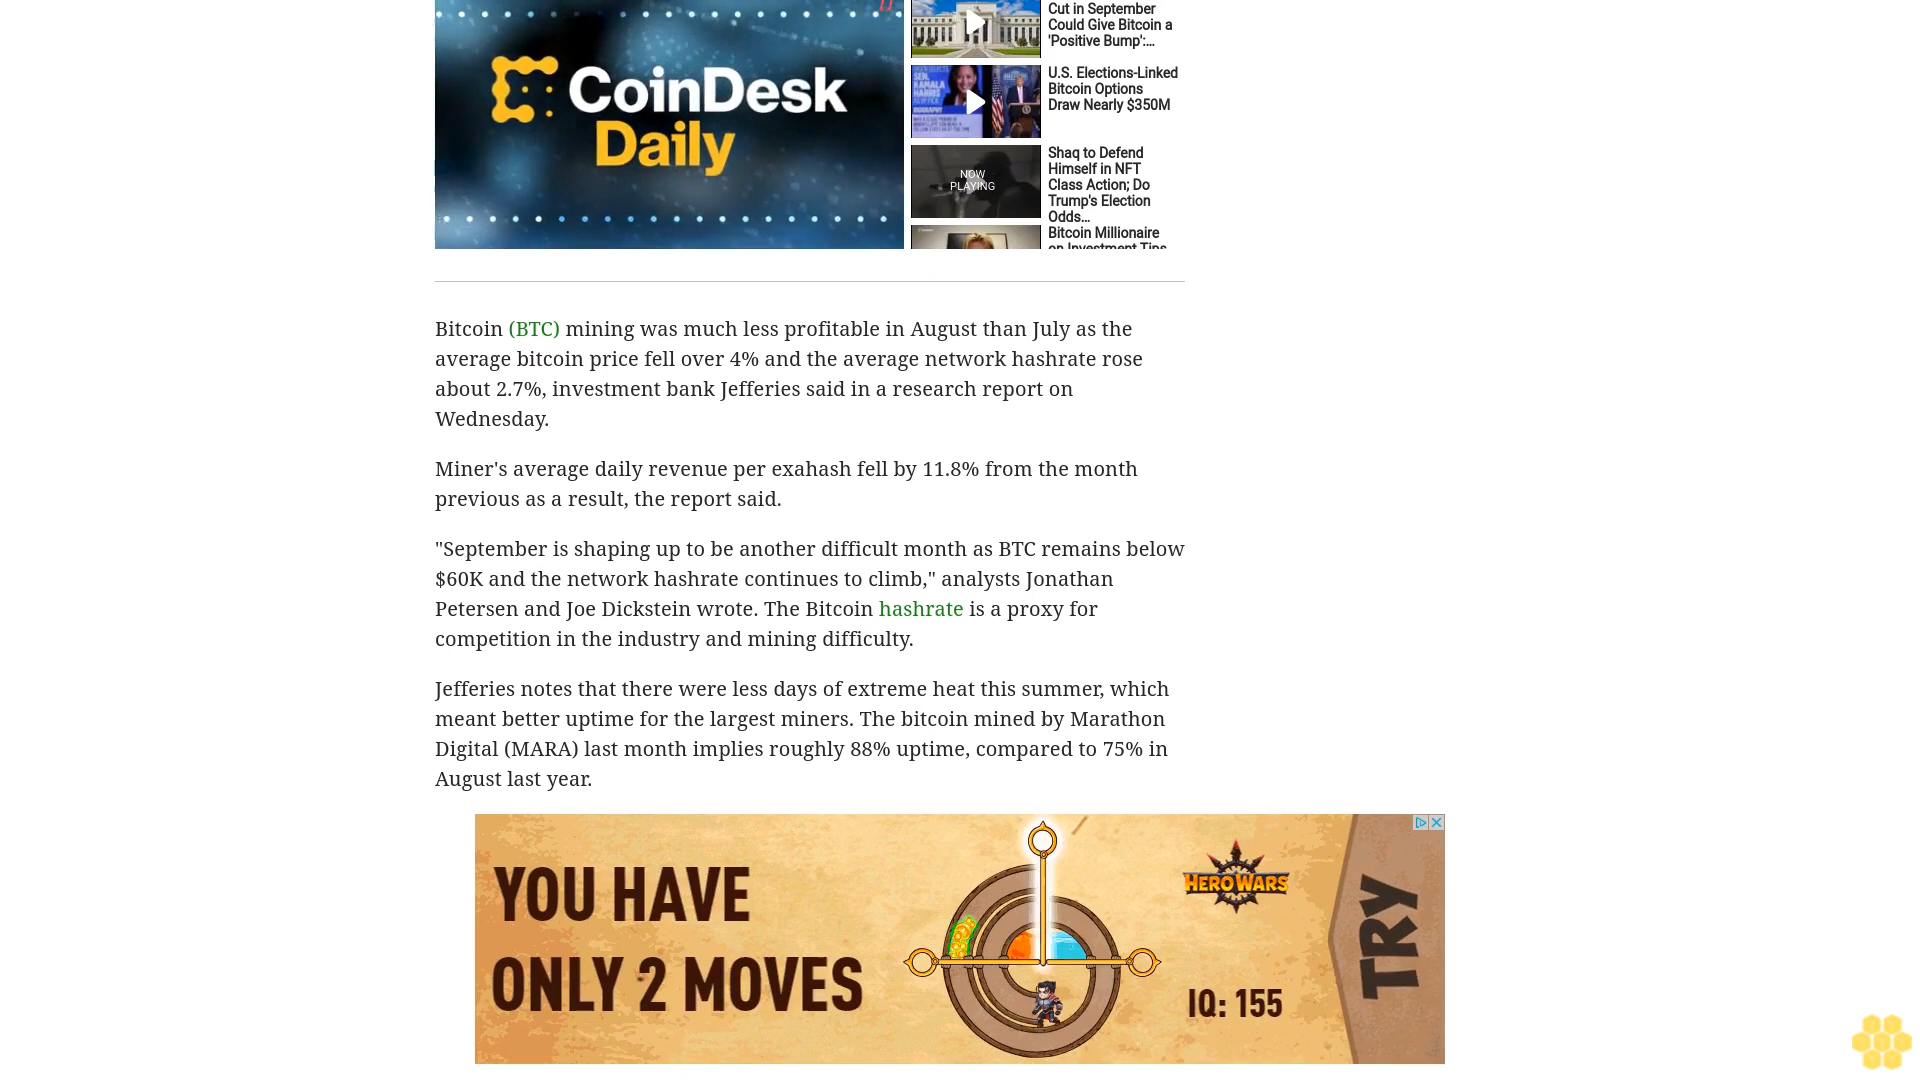 CoinDesk
Daily
Cut in September
Could Give Bitcoin a
'Positive Bump':...
U.S. Elections-Linked
Bitcoin Options
Draw Nearly $350M
NOW
PLAYING
Shaq to Defend
Himself in NFT
Class Action; Do
Trump's Election
Odds...
Bitcoin Millionaire
on Investment Tips
Bitcoin (BTC) mining was much less profitable in August than July as the
average bitcoin price fell over 4% and the average network hashrate rose
about 2.7%, investment bank Jefferies said in a research report on
Wednesday.
Miner's average daily revenue per exahash fell by 11.8% from the month
previous as a result, the report said.
"September is shaping up to be another difficult month as BTC remains below
$60K and the network hashrate continues to climb," analysts Jonathan
Petersen and Joe Dickstein wrote. The Bitcoin hashrate is a proxy for
competition in the industry and mining difficulty.
Jefferies notes that there were less days of extreme heat this summer, which
meant better uptime for the largest miners. The bitcoin mined by Marathon
Digital (MARA) last month implies roughly 88% uptime, compared to 75% in
August last year.
YOU HAVE
ONLY 2 MOVES
HERO WARS
IQ: 155
TRY